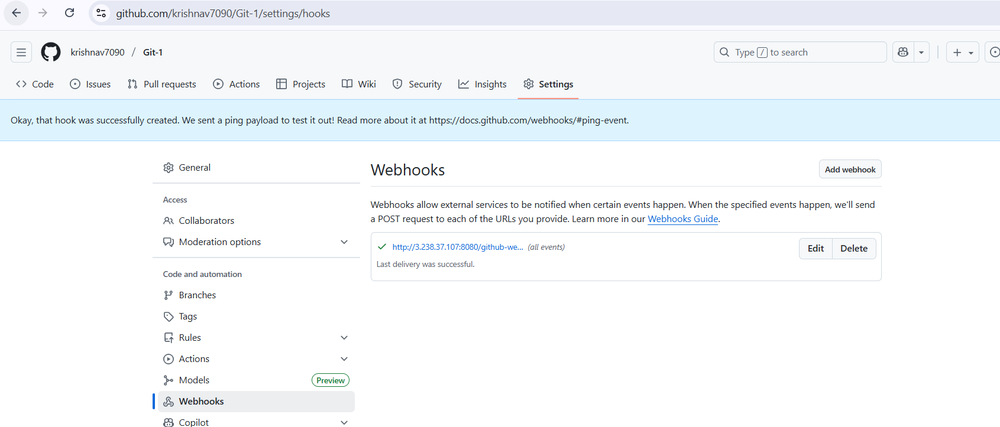 github.com/krishnav7090/Git-1/settings/hooks
krishnav7090 / Git-1
Type / to search
Code Issues Pull requests Actions Projects Wiki Security Insights Settings
Okay, that hook was successfully created. We sent a ping payload to test it out! Read more about it at https://docs.github.com/webhooks/#ping-event.
General
Access
Collaborators
Moderation options
Code and automation
Branches
Tags
Rules
Actions
Models Preview
Webhooks
Copilot
Webhooks
Add webhook
Webhooks allow external services to be notified when certain events happen. When the specified events happen, we'll send
a POST request to each of the URLs you provide. Learn more in our Webhooks Guide.
http://3.238.37.107:8080/github-we... (all events)
Edit Delete
Last delivery was successful.